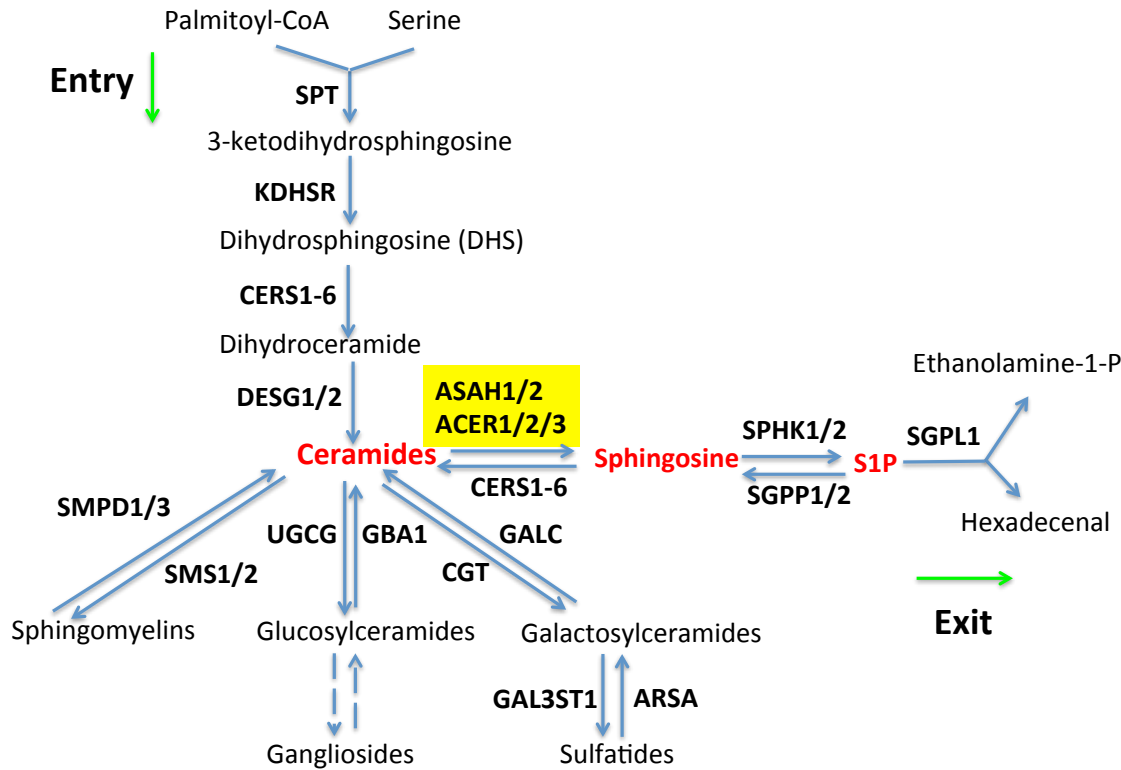 Palmitoyl-CoA
Serine
Entry
SPT
3-ketodihydrosphingosine
KDHSR
Dihydrosphingosine (DHS)
CERS1-6
Dihydroceramide
DESG1/2
ASAH1/2
ACER1/2/3
Ethanolamine-1-P
Ceramides
Sphingosine
SPHK1/2
S1P
SGPL1
CERS1-6
SGPP1/2
Hexadecenal
SMPD1/3
UGCG
GBA1
GALC
SMS1/2
CGT
Exit
Sphingomyelins
Glucosylceramides
Galactosylceramides
GAL3ST1
ARSA
Gangliosides
Sulfatides